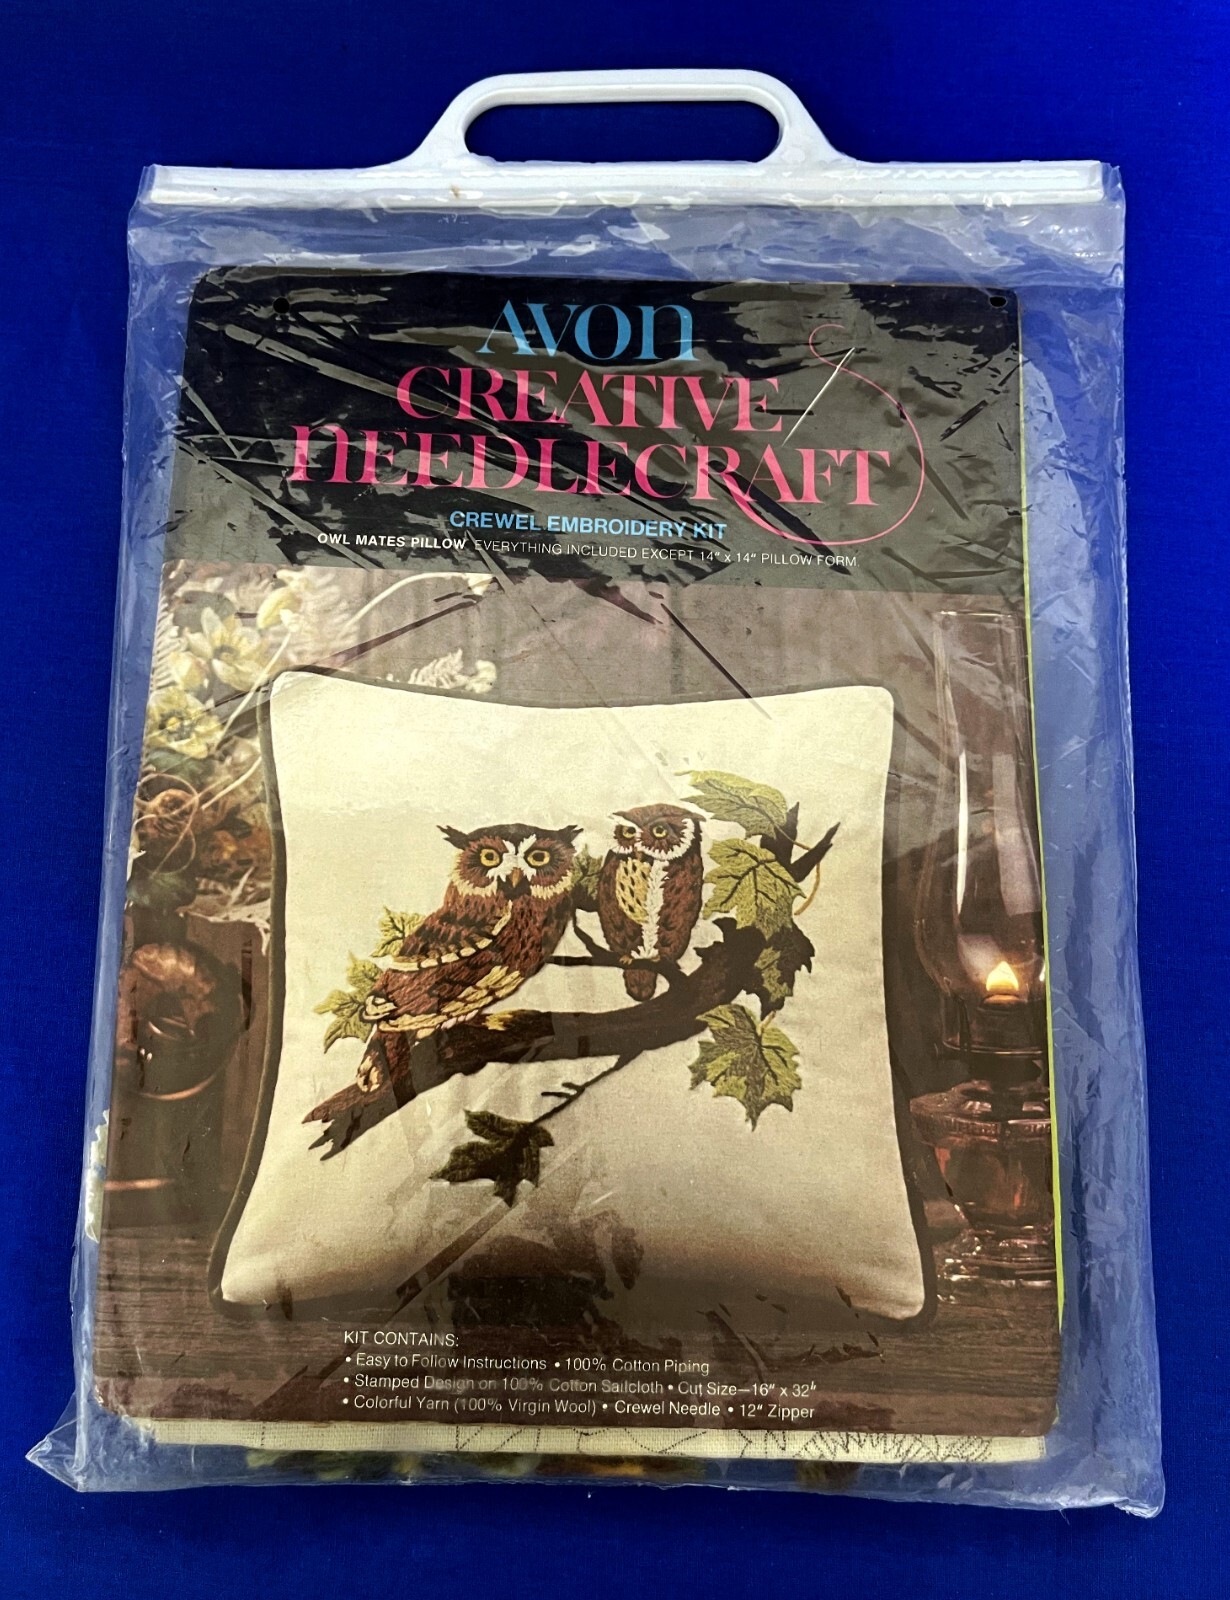 AVON
CREATIVE
NEEDLECRAFT
CREWEL EMBROIDERY KIT
OWL MATES PILLOW EVERYTHING INCLUDED EXCEPT 14" x 14" PILLOW FORM
KIT CONTAINS:
• Easy to Follow Instructions • 100% Cotton Piping
• Stamped Design on 100% Cotton Sailcloth • Cut Size—16" x 32"
• Colorful Yarn (100% Virgin Wool) • Crewel Needle • 12" Zipper